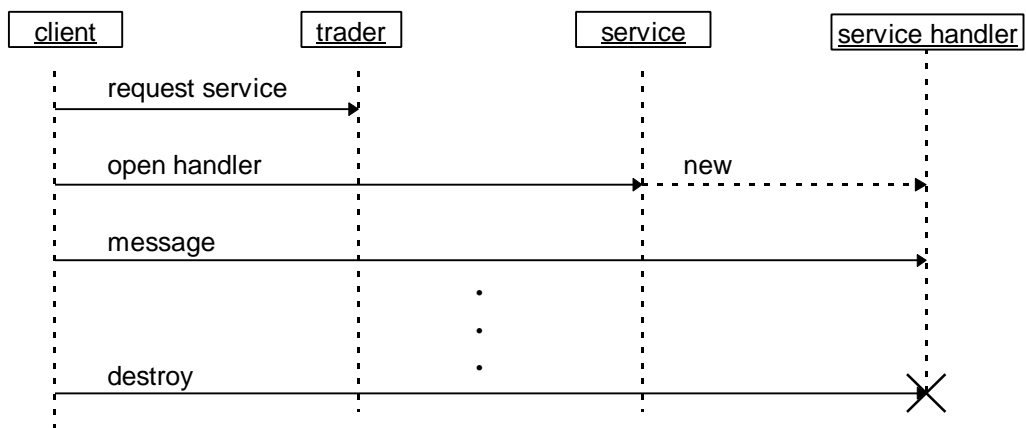 client
trader
service
service handler
request service
open handler
new
message
destroy